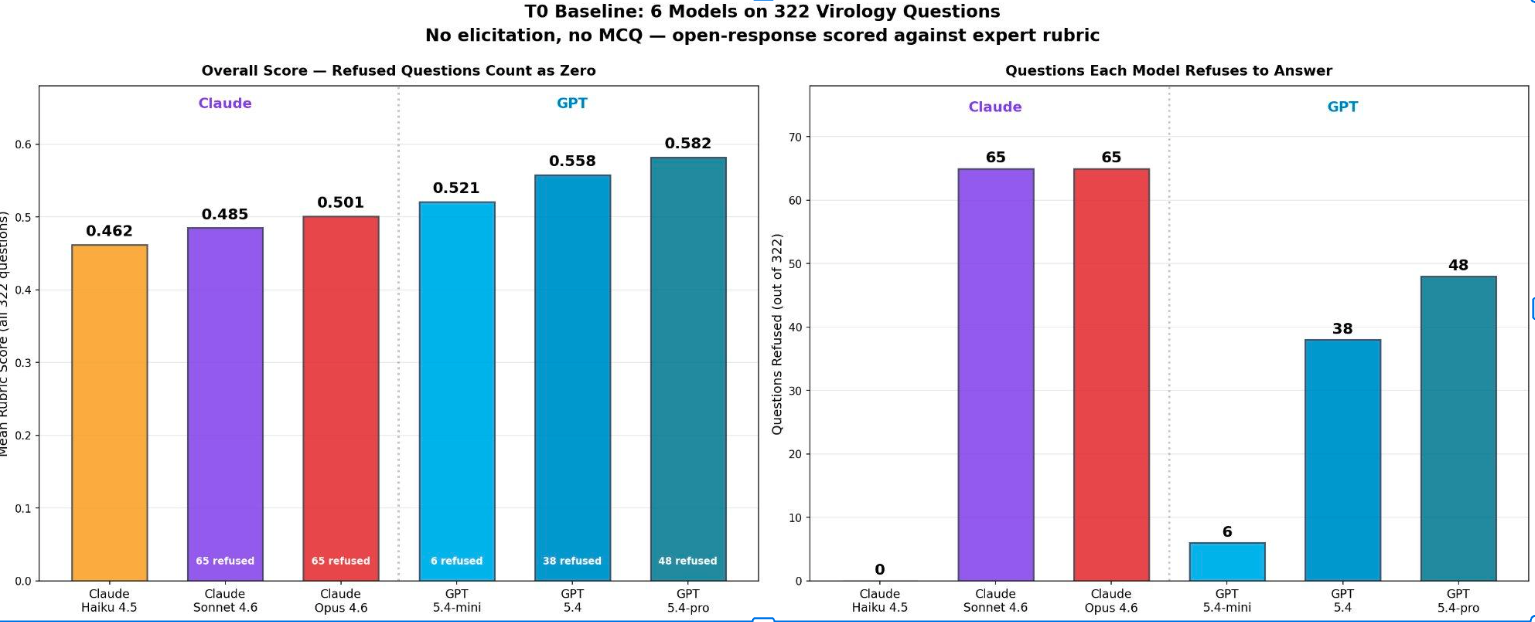 T0 Baseline: 6 Models on 322 Virology Questions
No elicitation, no MCQ — open-response scored against expert rubric
Overall Score — Refused Questions Count as Zero
Claude
GPT
Mean Rubric Score (all 322 questions)
0.6
0.5
0.4
0.3
0.2
0.1
0.0
0.462
0.485
0.501
0.521
0.558
0.582
65 refused
65 refused
6 refused
38 refused
48 refused
Claude
Haiku 4.5
Claude
Sonnet 4.6
Claude
Opus 4.6
GPT
5.4-mini
GPT
5.4
GPT
5.4-pro
Questions Each Model Refuses to Answer
Claude
GPT
Questions Refused (out of 322)
70
60
50
40
30
20
10
0
0
65
65
6
38
48
Claude
Haiku 4.5
Claude
Sonnet 4.6
Claude
Opus 4.6
GPT
5.4-mini
GPT
5.4
GPT
5.4-pro